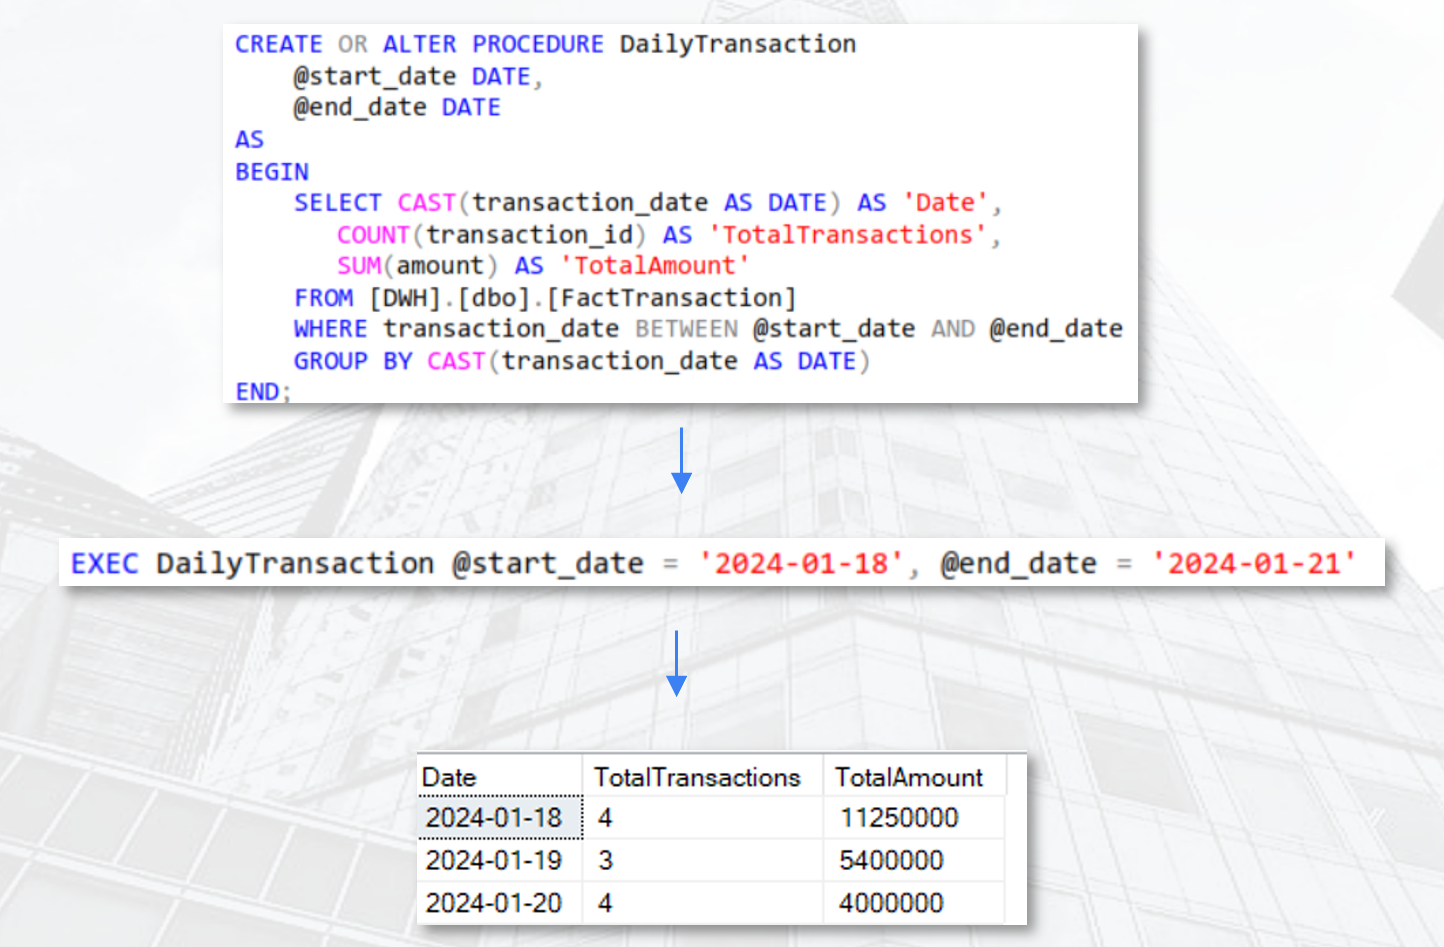 CREATE OR ALTER PROCEDURE DailyTransaction
@start_date DATE,
@end_date DATE
AS
BEGIN
SELECT CAST(transaction_date AS DATE) AS 'Date',
COUNT(transaction_id) AS 'TotalTransactions',
SUM(amount) AS 'TotalAmount'
FROM [DWH].[dbo].[FactTransaction]
WHERE transaction_date BETWEEN @start_date AND @end_date
GROUP BY CAST(transaction_date AS DATE)
END;
EXEC DailyTransaction @start_date = '2024-01-18', @end_date = '2024-01-21'
Date TotalTransactions TotalAmount
2024-01-18 4 11250000
2024-01-19 3 5400000
2024-01-20 4 4000000